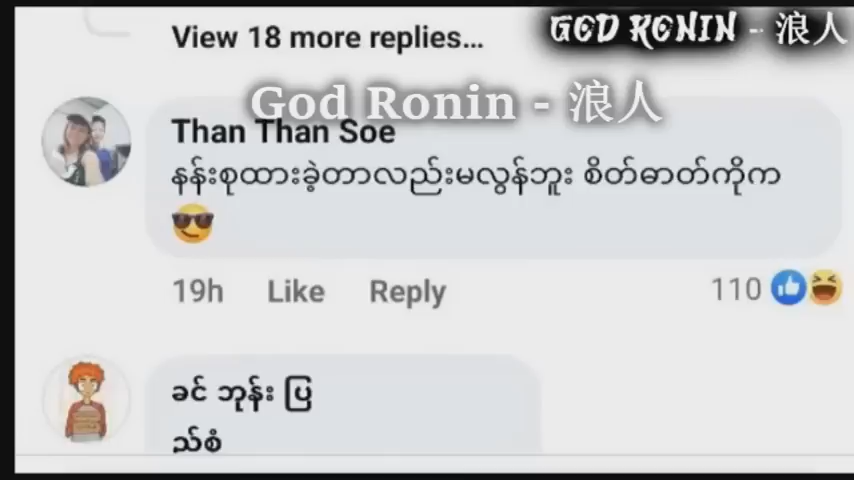 View 18 more replies...
GOD RONIN - 浪人
God Ronin - 浪人
Than Than Soe
နန်းစုထားခဲ့တာလည်းမလွန်ဘူး စိတ်ဓာတ်ကိုက
19h Like Reply 110
ခင် ဘုန်း ပြ
ည်စုံ